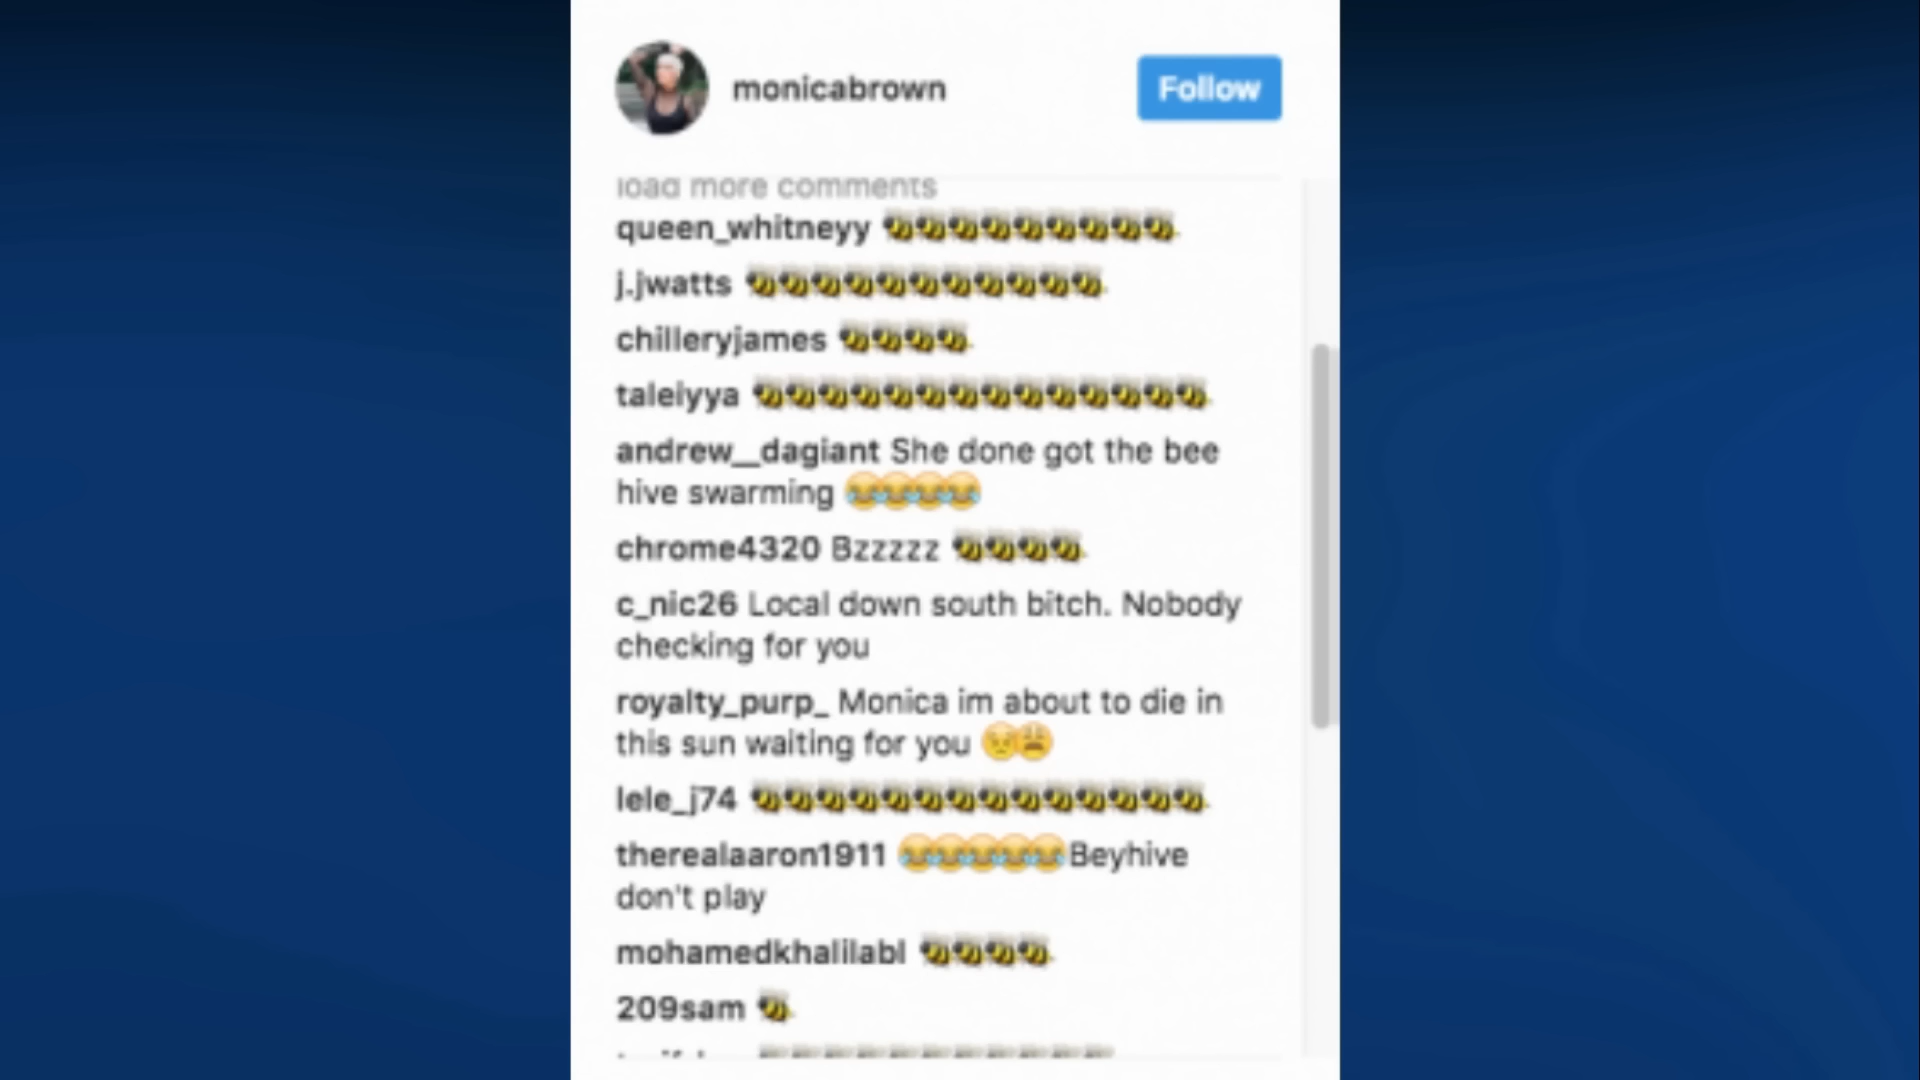 monicabrown
Follow
load more comments
queen_whitneyy 🐝🐝🐝🐝🐝🐝🐝🐝🐝
j.jwatts 🐝🐝🐝🐝🐝🐝🐝🐝🐝🐝🐝
chilleryjames 🐝🐝🐝🐝
taleiyya 🐝🐝🐝🐝🐝🐝🐝🐝🐝🐝🐝🐝🐝🐝
andrew__dagiant She done got the bee
hive swarming 😂😂😂😂
chrome4320 Bzzzzz 🐝🐝🐝🐝
c_nic26 Local down south bitch. Nobody
checking for you
royalty_purp_ Monica im about to die in
this sun waiting for you 😒😩
lele_j74 🐝🐝🐝🐝🐝🐝🐝🐝🐝🐝🐝🐝🐝🐝
therealaaron1911 😂😂😂😂😂Beyhive
don't play
mohamedkhalilabl 🐝🐝🐝🐝
209sam 🐝